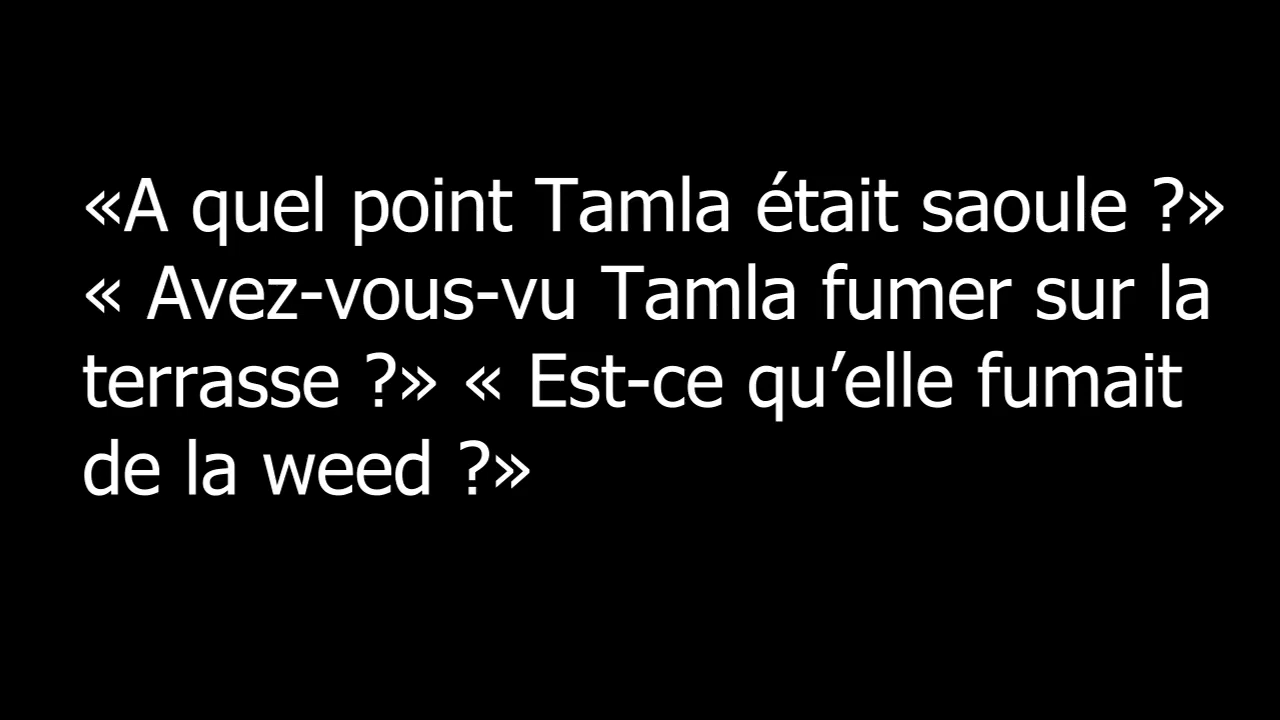 «A quel point Tamla était saoule ?»
« Avez-vous-vu Tamla fumer sur la
terrasse ?» « Est-ce qu’elle fumait
de la weed ?»